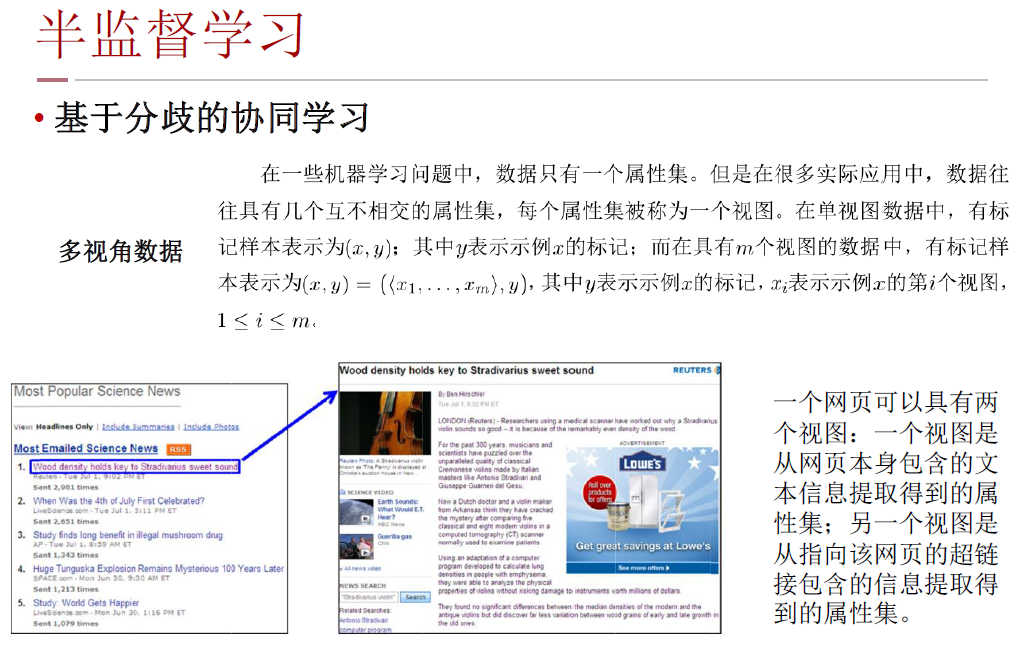 半监督学习
• 基于分歧的协同学习
多视角数据
在一些机器学习问题中，数据只有一个属性集。但是在很多实际应用中，数据往
往具有几个互不相交的属性集，每个属性集被称为一个视图。在单视图数据中，有标
记样本表示为(x, y)；其中y表示示例x的标记；而在具有m个视图的数据中，有标记样
本表示为(x, y) = (⟨x₁, . . . , xₘ⟩, y)，其中y表示示例x的标记，xᵢ表示示例x的第i个视图，
1 ≤ i ≤ m.
Most Popular Science News
View: Headlines Only | Include Summaries | Include Photos
Most Emailed Science News RSS
1. Wood density holds key to Stradivarius sweet sound
Reuters - Tue Jul 1, 9:02 PM ET
Sent 2,961 times
2. When Was the 4th of July First Celebrated?
LiveScience.com - Tue Jul 1, 3:11 PM ET
Sent 2,651 times
3. Study finds long benefit in illegal mushroom drug
AP - Tue Jul 1, 8:59 AM ET
Sent 1,343 times
4. Huge Tunguska Explosion Remains Mysterious 100 Years Later
SPACE.com - Mon Jun 30, 9:30 AM ET
Sent 1,213 times
5. Study: World Gets Happier
LiveScience.com - Mon Jun 30, 1:16 PM ET
Sent 1,079 times
Wood density holds key to Stradivarius sweet sound
REUTERS
By Ben Hirschler
Tue Jul 1, 9:02 PM ET
LONDON (Reuters) - Researchers using a medical scanner have worked out why a Stradivarius
violin sounds so good -- it is because of the remarkably even density of the wood.
Reuters Photo: A Stradivarius violin
known as 'The Penny' is displayed at
Christie's auction house in New...
For the past 300 years, musicians and
scientists have puzzled over the
unparalleled quality of classical
Cremonese violins made by Italian
masters like Antonio Stradivari and
Giuseppe Guarneri del Gesu.
SCIENCE VIDEO
Earth Sounds:
What Would E.T.
Hear?
ABC News
Guerilla gas
CNN
All news video
Now a Dutch doctor and a violin maker
from Arkansas think they have cracked
the mystery after comparing five
classical and eight modern violins in a
computed tomography (CT) scanner
normally used to examine patients.
Using an adaptation of a computer
program developed to calculate lung
densities in people with emphysema,
they were able to analyze the physical
properties of violins without risking damage to instruments worth millions of dollars.
NEWS SEARCH
"Stradivarius violin" Search
Related Searches:
Antonio Stradivari
computer program
They found no significant differences between the median densities of the modern and the
antique violins but did discover far less variation between wood grains of early and late growth in
the old ones.
ADVERTISEMENT
LOWE'S
Roll over
products
for offers
Get great savings at Lowe's
See more offers
一个网页可以具有两
个视图：一个视图是
从网页本身包含的文
本信息提取得到的属
性集；另一个视图是
从指向该网页的超链
接包含的信息提取得
到的属性集。